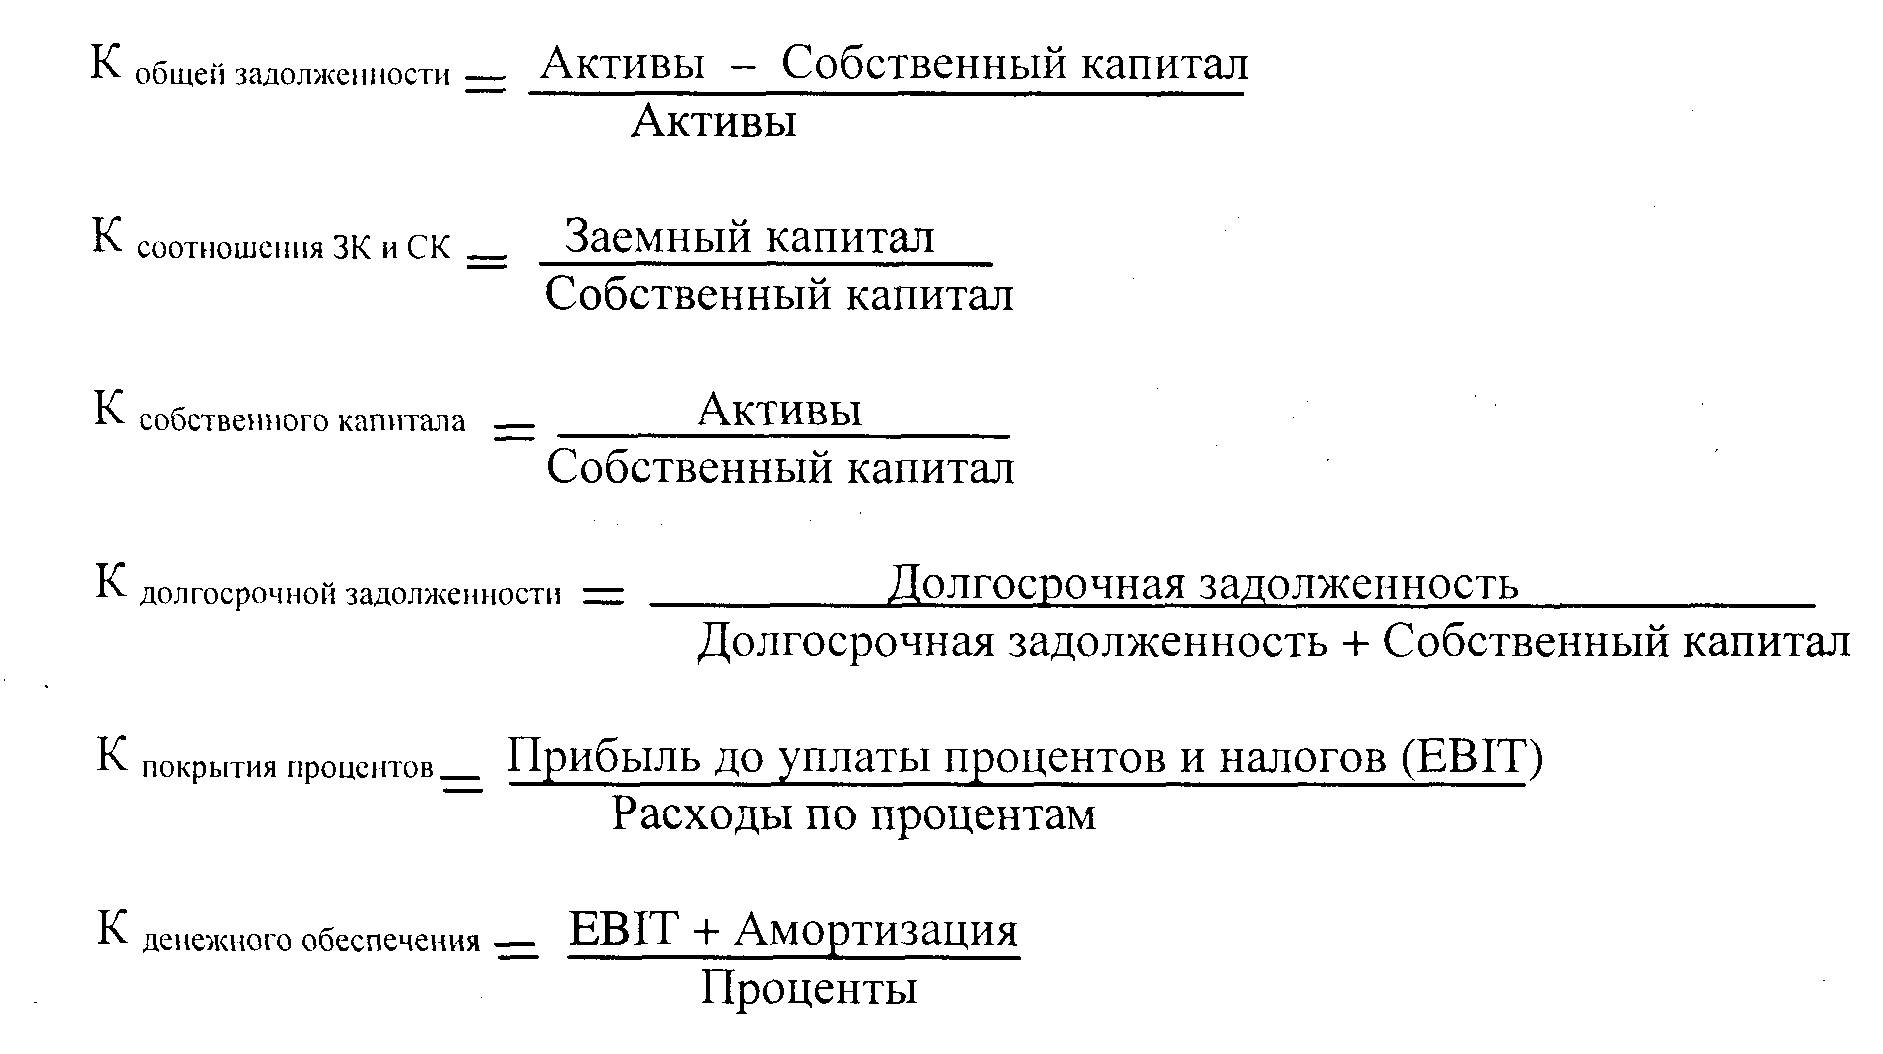 К общей задолженности = Активы – Собственный капитал
Активы
К соотношения ЗК и СК = Заемный капитал
Собственный капитал
К собственного капитала = Активы
Собственный капитал
К долгосрочной задолженности = Долгосрочная задолженность
Долгосрочная задолженность + Собственный капитал
К покрытия процентов = Прибыль до уплаты процентов и налогов (EBIT)
Расходы по процентам
К денежного обеспечения = EBIT + Амортизация
Проценты